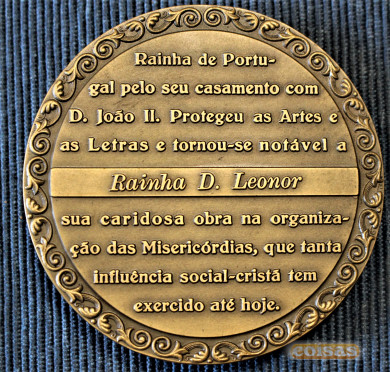 Rainha de Portu-
gal pelo seu casamento com
D. João II. Protegeu as Artes e
as Letras e tornou-se notável a
Rainha D. Leonor
sua caridosa obra na organiza-
ção das Misericórdias, que tanta
influência social-cristã tem
exercido até hoje.
coisas